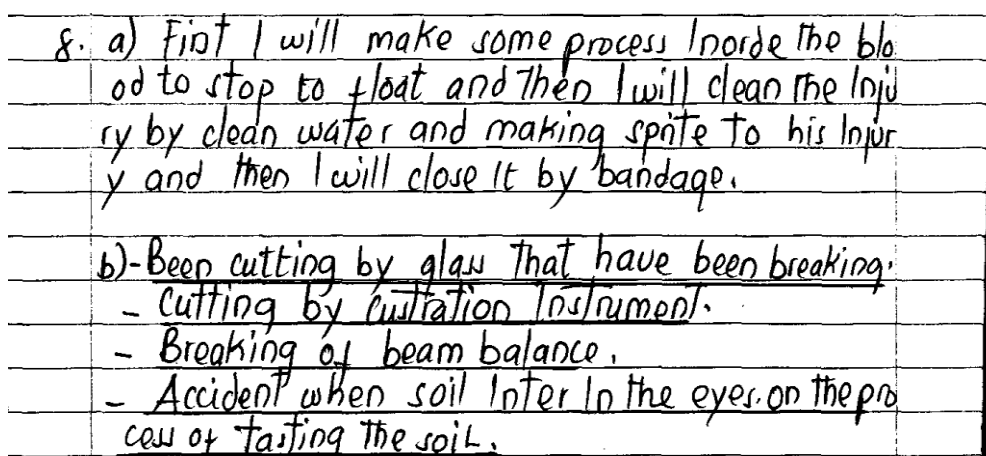 8. a) First I will make some process Inorde the blo
od to stop to float and Then I will clean the Inju
ry by clean water and making sprite to his Injur
y and then I will close It by bandage.
b)-Been cutting by glass That have been breaking.
- Cutting by custration Instrument.
- Breaking of beam balance.
- Accident when soil Inter In the eyes. on the pro
cess of tasting The soil.